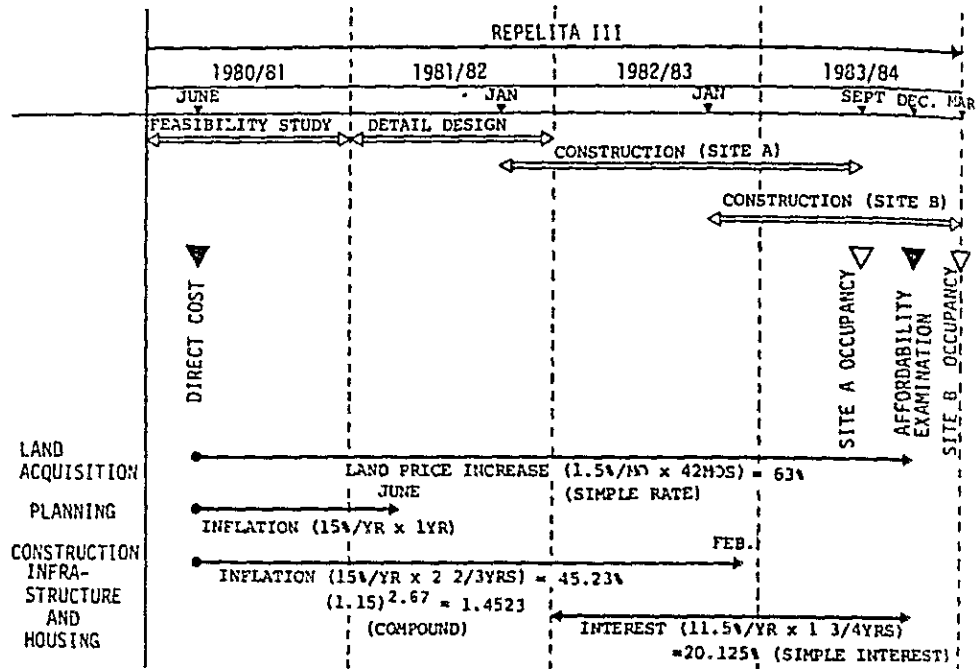 REPELITA III
1980/81 1981/82 1982/83 1983/84
JUNE JAN JAN SEPT DEC. MAR
FEASIBILITY STUDY DETAIL DESIGN
CONSTRUCTION (SITE A)
CONSTRUCTION (SITE B)
DIRECT COST
SITE A OCCUPANCY
AFFORDABILITY
EXAMINATION
SITE B OCCUPANCY
LAND
ACQUISITION
LAND PRICE INCREASE (1.5%/MO x 42MOS) = 63%
(SIMPLE RATE)
JUNE
PLANNING
INFLATION (15%/YR x 1YR)
CONSTRUCTION
INFRA-
STRUCTURE
AND
HOUSING
FEB.
INFLATION (15%/YR x 2 2/3YRS) = 45.23%
(1.15)^2.67 = 1.4523
(COMPOUND)
INTEREST (11.5%/YR x 1 3/4YRS)
=20.125% (SIMPLE INTEREST)